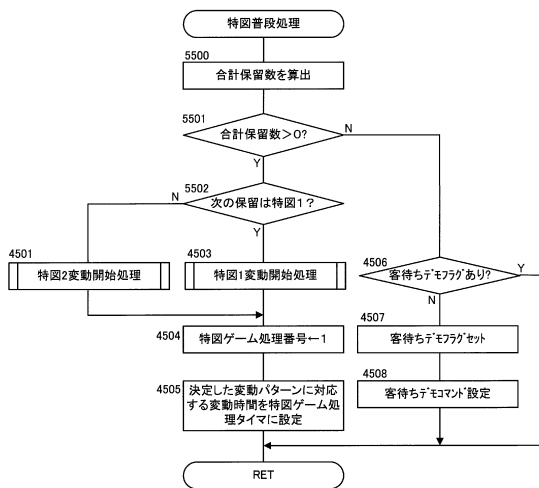 特図普段処理
5500
合計保留数を算出
5501
合計保留数＞0?
N
Y
5502
次の保留は特図1？
N
Y
4501
特図2変動開始処理
4503
特図1変動開始処理
4506
客待ちﾃﾞﾓﾌﾗｸﾞあり?
Y
N
4504
特図ゲーム処理番号←1
4507
客待ちﾃﾞﾓﾌﾗｸﾞｾｯﾄ
4505
決定した変動パターンに対応
する変動時間を特図ゲーム処
理タイマに設定
4508
客待ちﾃﾞﾓｺﾏﾝﾄﾞ設定
RET